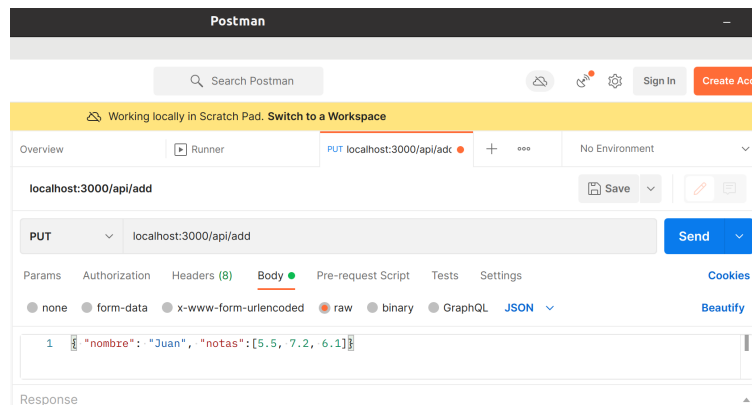 Postman
Search Postman
Sign In
Create Acc
Working locally in Scratch Pad. Switch to a Workspace
Overview
Runner
PUT localhost:3000/api/adc
No Environment
localhost:3000/api/add
Save
PUT
localhost:3000/api/add
Send
Params Authorization Headers (8) Body Pre-request Script Tests Settings Cookies
none form-data x-www-form-urlencoded raw binary GraphQL JSON Beautify
1 { "nombre": "Juan", "notas":[5.5, 7.2, 6.1]}
Response